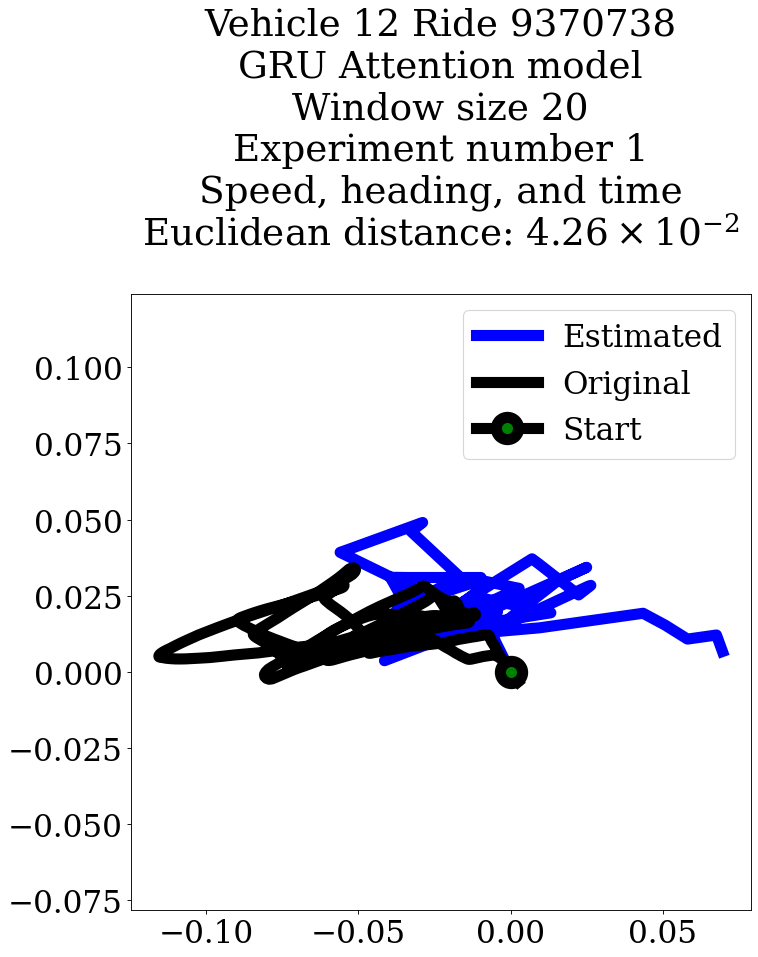 Vehicle 12 Ride 9370738
GRU Attention model
Window size 20
Experiment number 1
Speed, heading, and time
Euclidean distance: 4.26 × 10⁻²
Estimated
Original
Start
0.100
0.075
0.050
0.025
0.000
−0.025
−0.050
−0.075
−0.10
−0.05
0.00
0.05